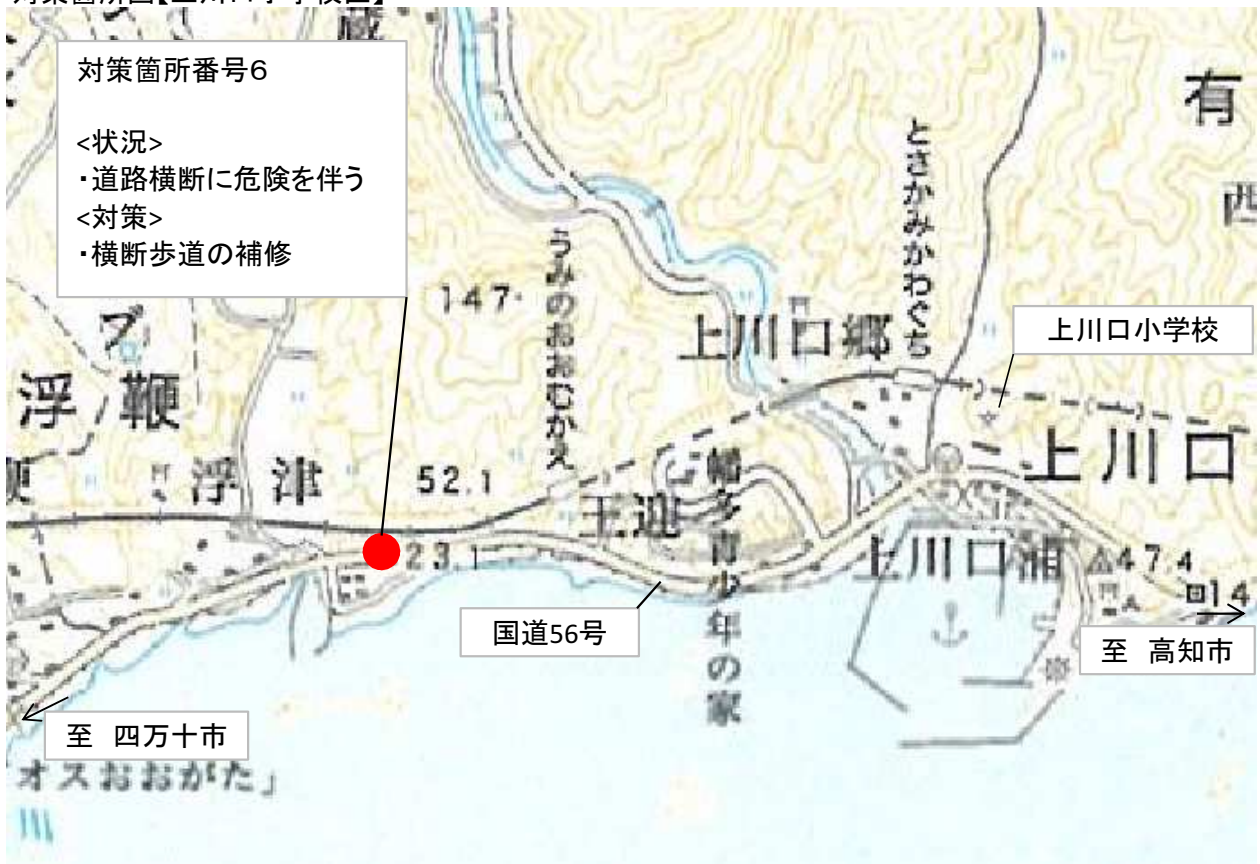 対策箇所番号6
<状況>
・道路横断に危険を伴う
<対策>
・横断歩道の補修
蔵
有
西
とさかみかわぐち
うみのおおむかえ
147
上川口郷
上川口小学校
ブ
浮鞭
上川口
浮津
52.1
王迎
幡多青少年の家
23.1
上川口浦
47.4
14
国道56号
至 高知市
至 四万十市
オスおおがた」